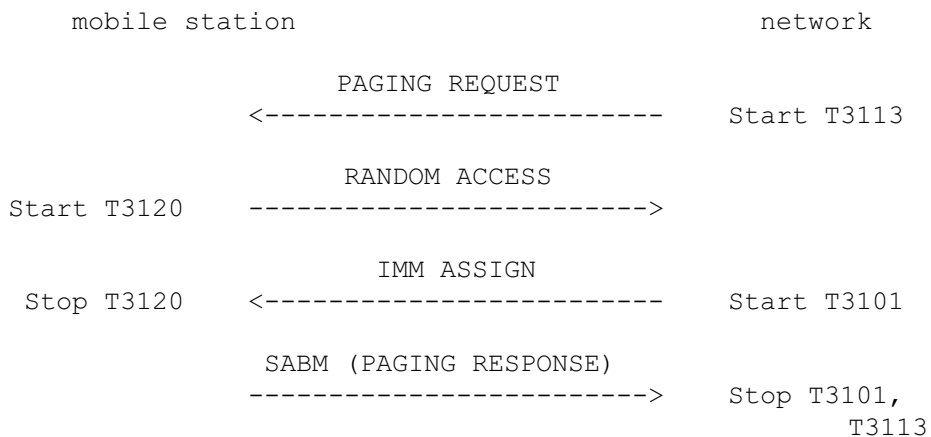 mobile station network
PAGING REQUEST
<------------------------- Start T3113
RANDOM ACCESS
Start T3120 ------------------------->
IMM ASSIGN
Stop T3120 <------------------------- Start T3101
SABM (PAGING RESPONSE)
-------------------------> Stop T3101,
T3113